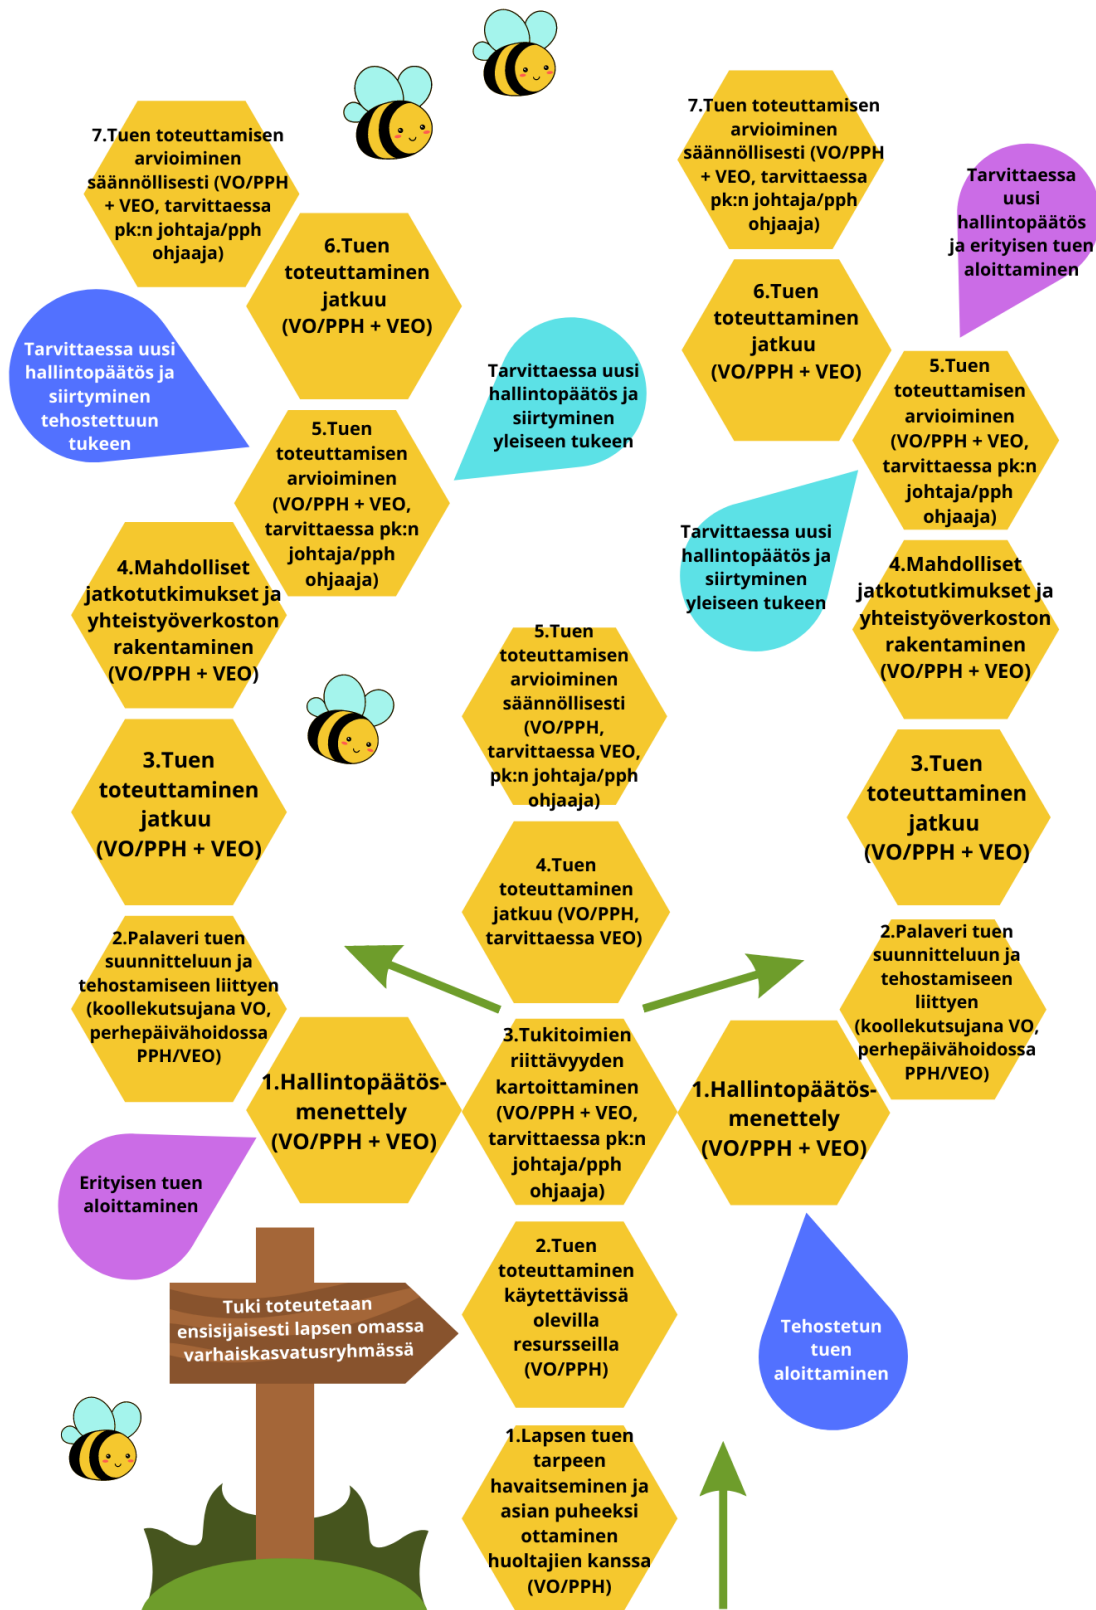 7.Tuen toteuttamisen
arvioiminen
säännöllisesti (VO/PPH
+ VEO, tarvittaessa
pk:n johtaja/pph
ohjaaja)
6.Tuen
toteuttaminen
jatkuu
(VO/PPH + VEO)
Tarvittaessa uusi
hallintopäätös ja
siirtyminen
tehostettuun
tukeen
Tarvittaessa uusi
hallintopäätös ja
siirtyminen
yleiseen tukeen
5.Tuen
toteuttamisen
arvioiminen
(VO/PPH + VEO,
tarvittaessa pk:n
johtaja/pph
ohjaaja)
4.Mahdolliset
jatkotutkimukset ja
yhteistyöverkoston
rakentaminen
(VO/PPH + VEO)
3.Tuen
toteuttaminen
jatkuu
(VO/PPH + VEO)
2.Palaveri tuen
suunnitteluun ja
tehostamiseen liittyen
(koollekutsujana VO,
perhepäivähoidossa
PPH/VEO)
1.Hallintopäätös-
menettely
(VO/PPH + VEO)
Erityisen tuen
aloittaminen
Tuki toteutetaan
ensisijaisesti lapsen omassa
varhaiskasvatusryhmässä
5.Tuen
toteuttamisen
arvioiminen
säännöllisesti
(VO/PPH,
tarvittaessa VEO,
pk:n johtaja/pph
ohjaaja)
4.Tuen
toteuttaminen
jatkuu (VO/PPH,
tarvittaessa VEO)
3.Tukitoimien
riittävyyden
kartoittaminen
(VO/PPH + VEO,
tarvittaessa pk:n
johtaja/pph
ohjaaja)
2.Tuen
toteuttaminen
käytettävissä
olevilla
resursseilla
(VO/PPH)
1.Lapsen tuen
tarpeen
havaitseminen ja
asian puheeksi
ottaminen
huoltajien kanssa
(VO/PPH)
7.Tuen toteuttamisen
arvioiminen
säännöllisesti (VO/PPH
+ VEO, tarvittaessa
pk:n johtaja/pph
ohjaaja)
Tarvittaessa
uusi
hallintopäätös
ja erityisen tuen
aloittaminen
6.Tuen
toteuttaminen
jatkuu
(VO/PPH + VEO)
5.Tuen
toteuttamisen
arvioiminen
(VO/PPH + VEO,
tarvittaessa pk:n
johtaja/pph
ohjaaja)
Tarvittaessa uusi
hallintopäätös ja
siirtyminen
yleiseen tukeen
4.Mahdolliset
jatkotutkimukset ja
yhteistyöverkoston
rakentaminen
(VO/PPH + VEO)
3.Tuen
toteuttaminen
jatkuu
(VO/PPH + VEO)
2.Palaveri tuen
suunnitteluun ja
tehostamiseen
liittyen
(koollekutsujana VO,
perhepäivähoidossa
PPH/VEO)
1.Hallintopäätös-
menettely
(VO/PPH + VEO)
Tehostetun
tuen
aloittaminen